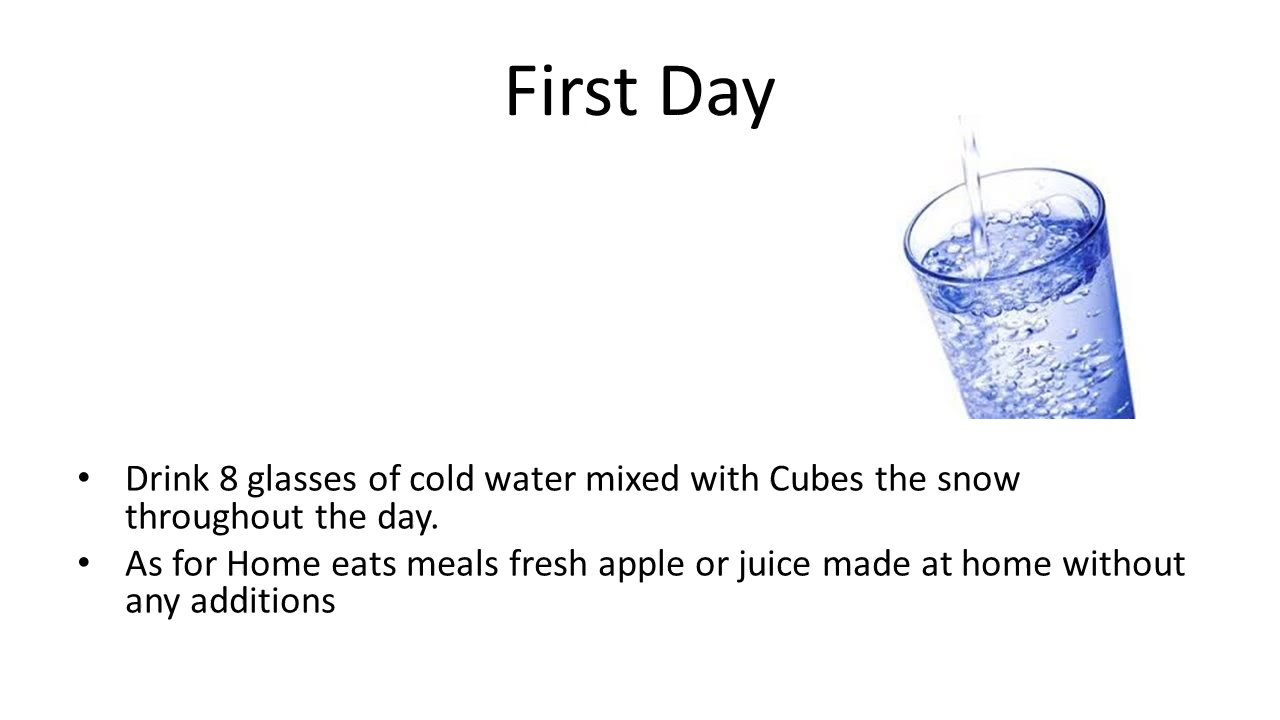 First Day
• Drink 8 glasses of cold water mixed with Cubes the snow
throughout the day.
• As for Home eats meals fresh apple or juice made at home without
any additions